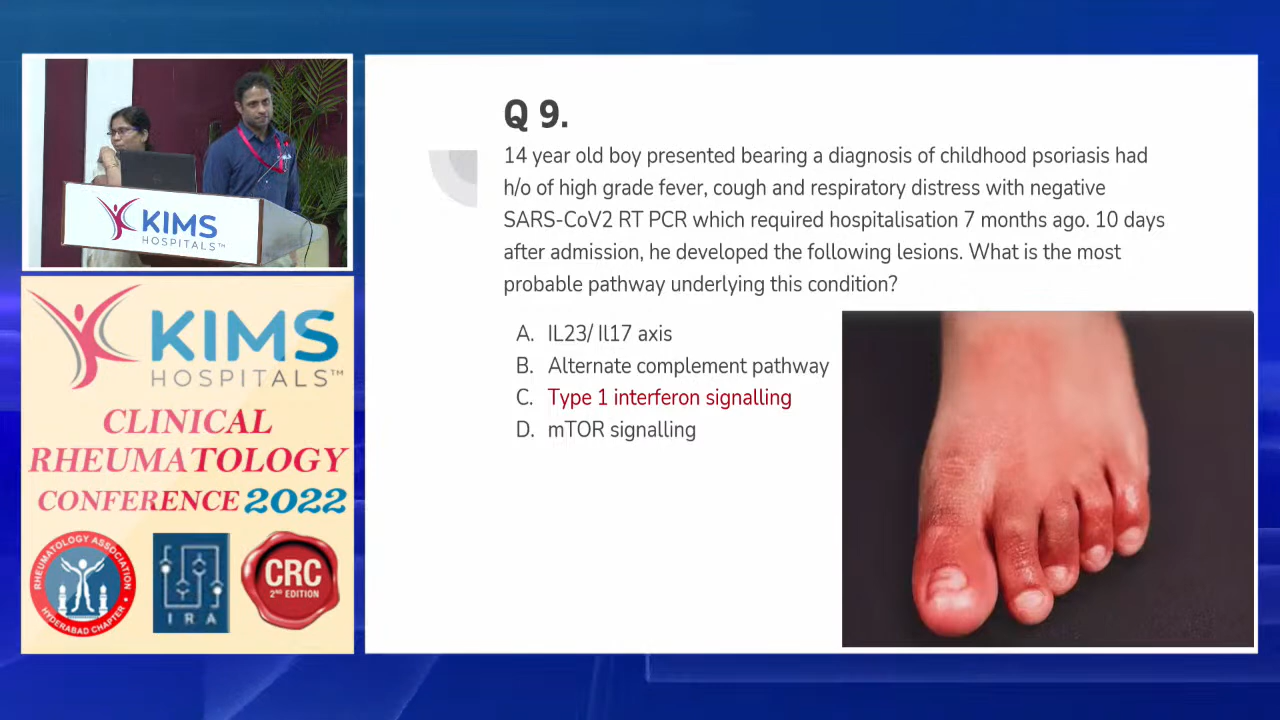 KIMS
HOSPITALS™
KIMS
HOSPITALS™
CLINICAL
RHEUMATOLOGY
CONFERENCE 2022
RHEUMATOLOGY ASSOCIATION
HYDERABAD CHAPTER
I R A
CRC
2ND EDITION
Q 9.
14 year old boy presented bearing a diagnosis of childhood psoriasis had
h/o of high grade fever, cough and respiratory distress with negative
SARS-CoV2 RT PCR which required hospitalisation 7 months ago. 10 days
after admission, he developed the following lesions. What is the most
probable pathway underlying this condition?
A. IL23/ Il17 axis
B. Alternate complement pathway
C. Type 1 interferon signalling
D. mTOR signalling